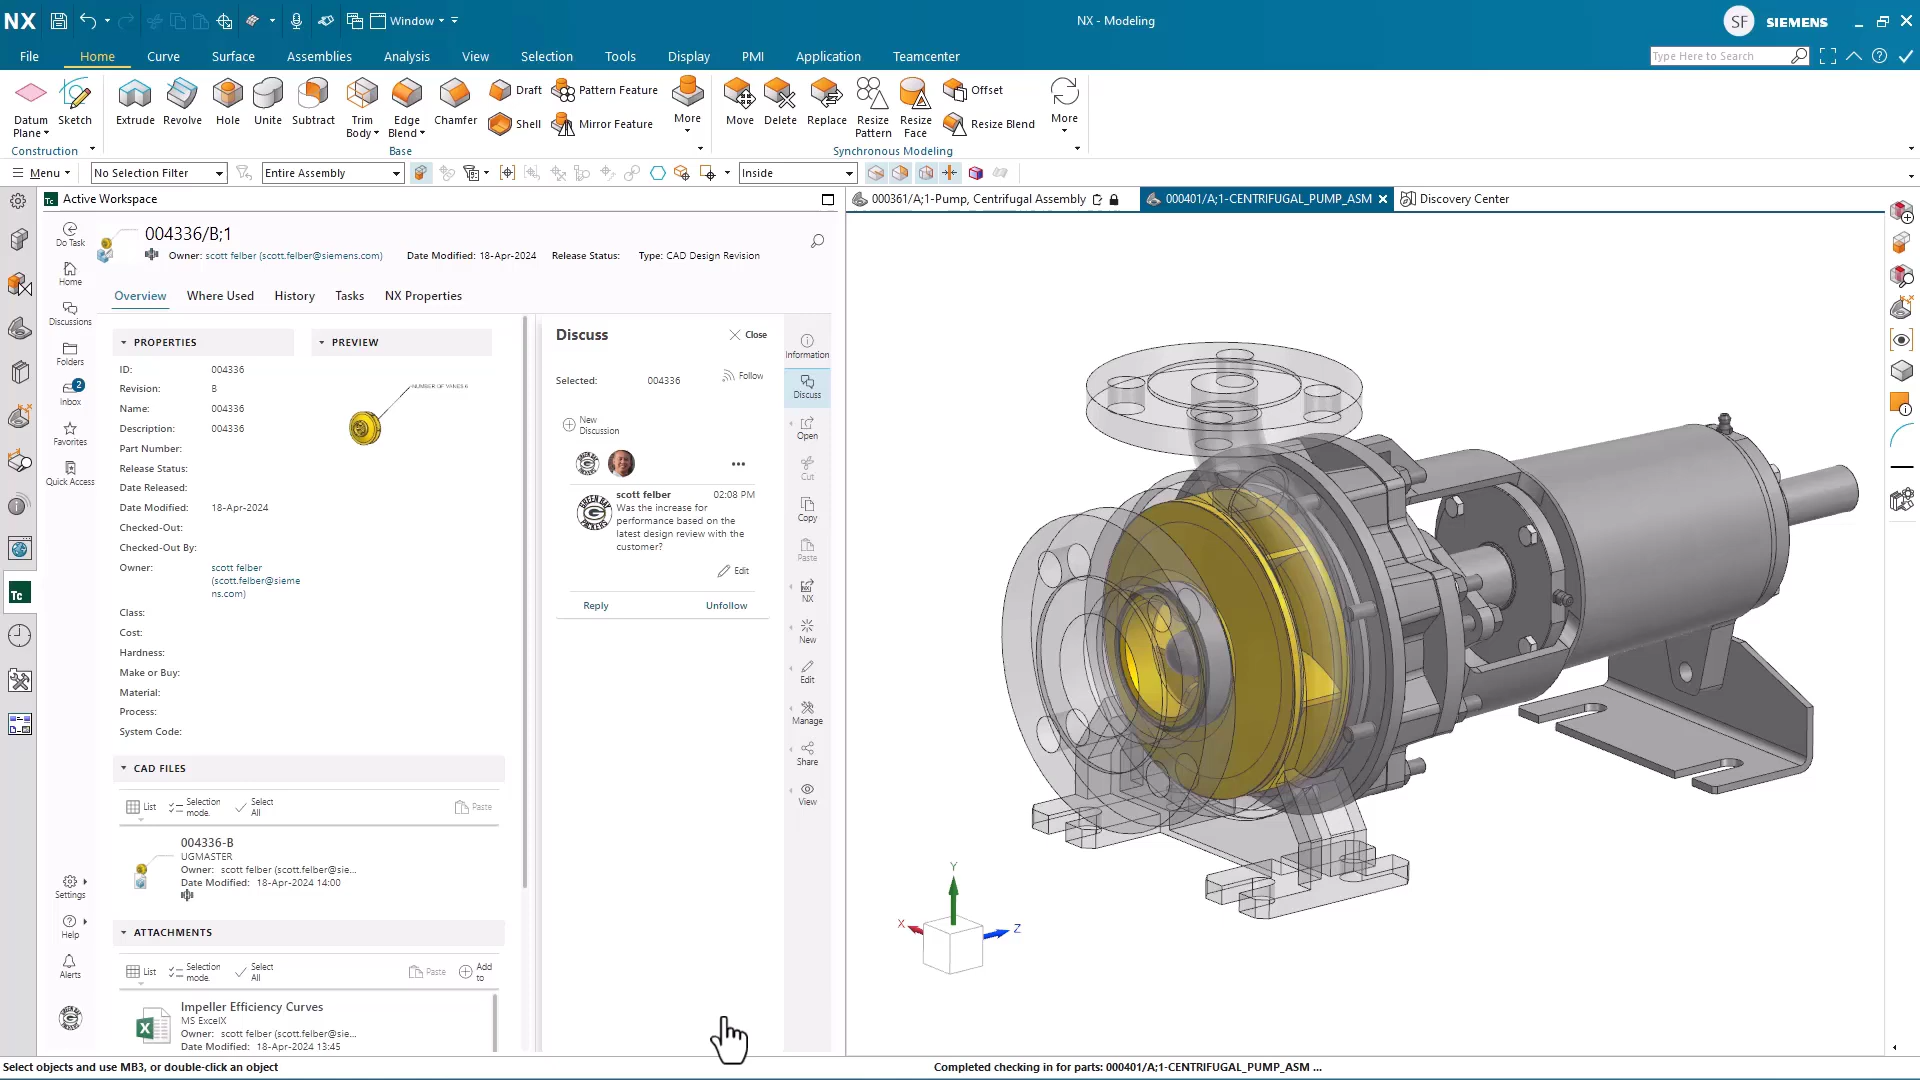 NX
Window
NX - Modeling
SF
SIEMENS
File
Home
Curve
Surface
Assemblies
Analysis
View
Selection
Tools
Display
PMI
Application
Teamcenter
Type Here to Search
Datum Plane
Sketch
Extrude
Revolve
Hole
Unite
Subtract
Trim Body
Edge Blend
Chamfer
Draft
Shell
Pattern Feature
Mirror Feature
More
Move
Delete
Replace
Resize Pattern
Resize Face
Offset
Resize Blend
More
Construction
Base
Synchronous Modeling
Menu
No Selection Filter
Entire Assembly
Inside
Tc Active Workspace
000361/A;1-Pump, Centrifugal Assembly
000401/A;1-CENTRIFUGAL_PUMP_ASM
Discovery Center
Do Task
Home
Discussions
Folders
2
Inbox
Favorites
Quick Access
Tc
Settings
Help
Alerts
004336/B;1
Owner: scott felber (scott.felber@siemens.com) Date Modified: 18-Apr-2024 Release Status: Type: CAD Design Revision
Overview Where Used History Tasks NX Properties
PROPERTIES
ID: 004336
Revision: B
Name: 004336
Description: 004336
Part Number:
Release Status:
Date Released:
Date Modified: 18-Apr-2024
Checked-Out:
Checked-Out By:
Owner: scott felber
(scott.felber@sieme
ns.com)
Class:
Cost:
Hardness:
Make or Buy:
Material:
Process:
System Code:
PREVIEW
NUMBER OF VANES 6
CAD FILES
List
Selection mode.
Select All
Paste
004336-B
UGMASTER
Owner: scott felber (scott.felber@sie...
Date Modified: 18-Apr-2024 14:00
ATTACHMENTS
List
Selection mode.
Select All
Paste
Add to
X
Impeller Efficiency Curves
MS ExcelX
Owner: scott felber (scott.felber@sie...
Date Modified: 18-Apr-2024 13:45
Discuss
Close
Selected: 004336
Follow
New Discussion
scott felber 02:08 PM
Was the increase for
performance based on the
latest design review with the
customer?
GREEN BAY
PACKERS
Edit
Reply Unfollow
Information
Discuss
Open
Cut
Copy
Paste
NX
New
Edit
Manage
Share
View
Y
X
Z
Select objects and use MB3, or double-click an object
Completed checking in for parts: 000401/A;1-CENTRIFUGAL_PUMP_ASM ...